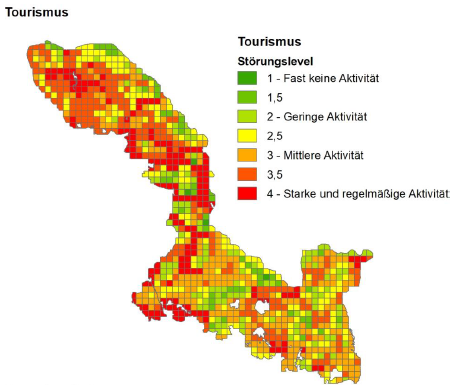 Tourismus
Tourismus
Störungslevel
1 - Fast keine Aktivität
1,5
2 - Geringe Aktivität
2,5
3 - Mittlere Aktivität
3,5
4 - Starke und regelmäßige Aktivität